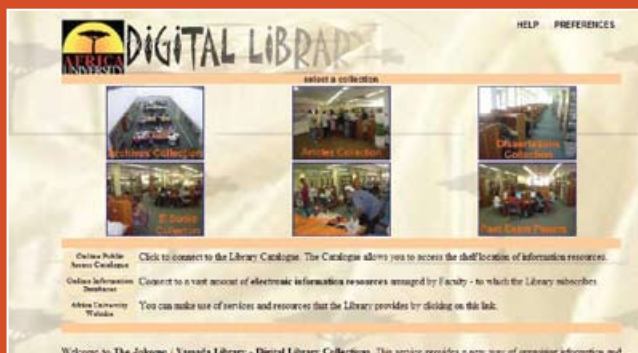 HELP PREFERENCES
AFRICA UNIVERSITY
DiGiTAL LiBRARY
select a collection
Archives Collection
Articles Collection
Dissertations Collection
E-Books Collection
Past Exam Papers
Online Public Access Catalogue
Click to connect to the Library Catalogue. The Catalogue allows you to access the shelf location of information resources.
Online Information Databases
Connect to a vast amount of electronic information resources arranged by Faculty - to which the Library subscribes.
Africa University Website
You can make use of services and resources that the Library provides by clicking on this link.
Welcome to The Jokomo / Yamada Library - Digital Library Collections. This service provides a new way of organising information and